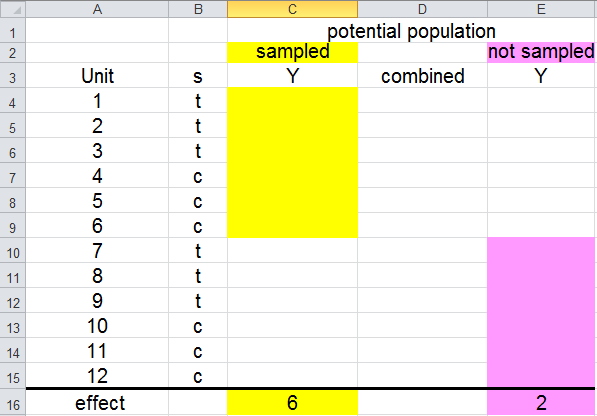 A B C D E
1 potential population
2 sampled not sampled
3 Unit s Y combined Y
4 1 t
5 2 t
6 3 t
7 4 c
8 5 c
9 6 c
10 7 t
11 8 t
12 9 t
13 10 c
14 11 c
15 12 c
16 effect 6 2